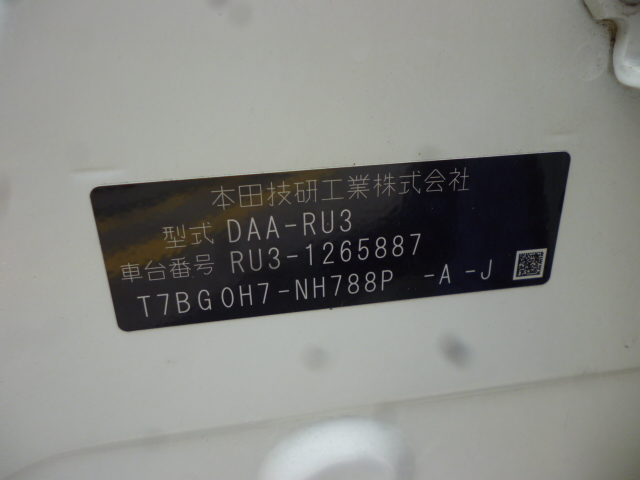 本田技研工業株式会社
型式 DAA-RU3
車台番号 RU3-1265887
T7BG0H7-NH788P -A -J